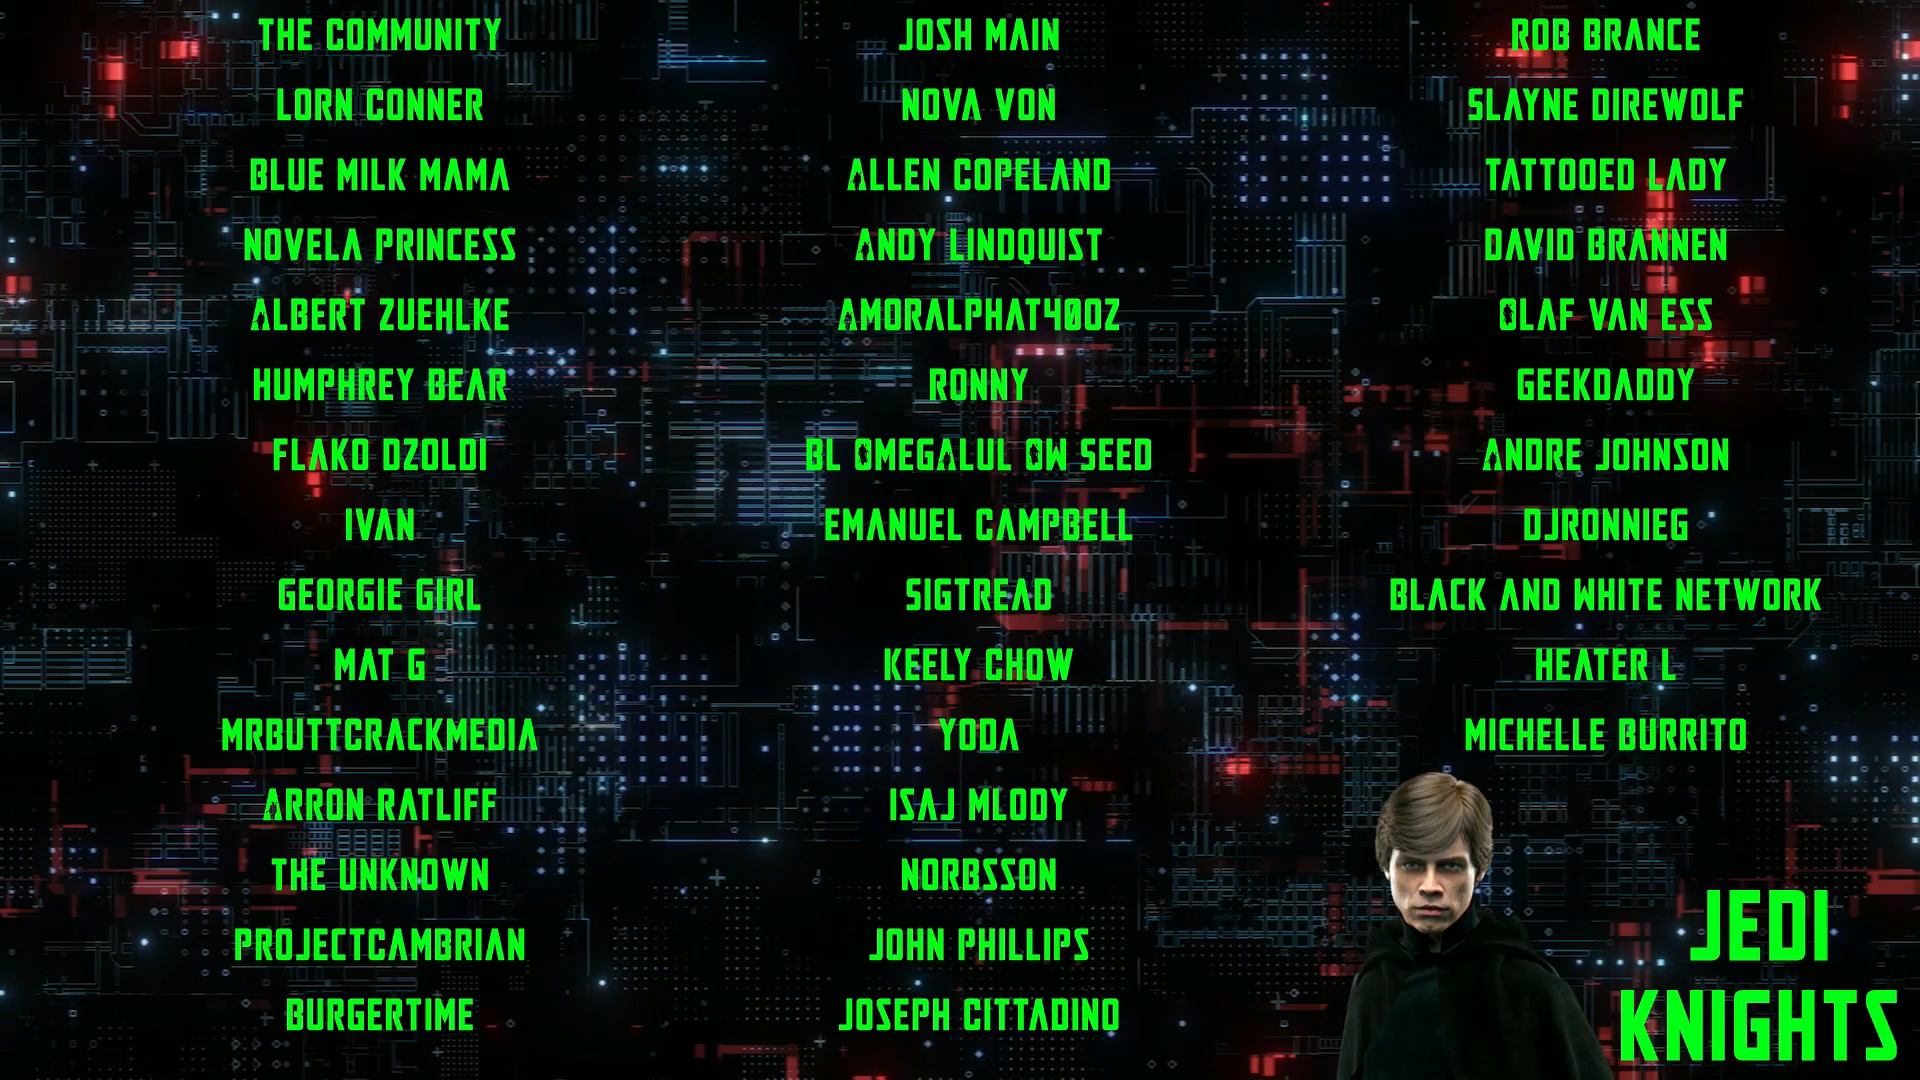 THE COMMUNITY
LORN CONNER
BLUE MILK MAMA
NOVELA PRINCESS
ALBERT ZUEHLKE
HUMPHREY BEAR
FLAKO DZOLDI
IVAN
GEORGIE GIRL
MAT G
MRBUTTCRACKMEDIA
ARRON RATLIFF
THE UNKNOWN
PROJECTCAMBRIAN
BURGERTIME
JOSH MAIN
NOVA VON
ALLEN COPELAND
ANDY LINDQUIST
AMORALPHAT400Z
RONNY
BL OMEGALUL OW SEED
EMANUEL CAMPBELL
SIGTREAD
KEELY CHOW
YODA
ISAJ MLODY
NORBSSON
JOHN PHILLIPS
JOSEPH CITTADINO
ROB BRANCE
SLAYNE DIREWOLF
TATTOOED LADY
DAVID BRANNEN
OLAF VAN ESS
GEEKDADDY
ANDRE JOHNSON
DJRONNIEG
BLACK AND WHITE NETWORK
HEATER L
MICHELLE BURRITO
JEDI
KNIGHTS